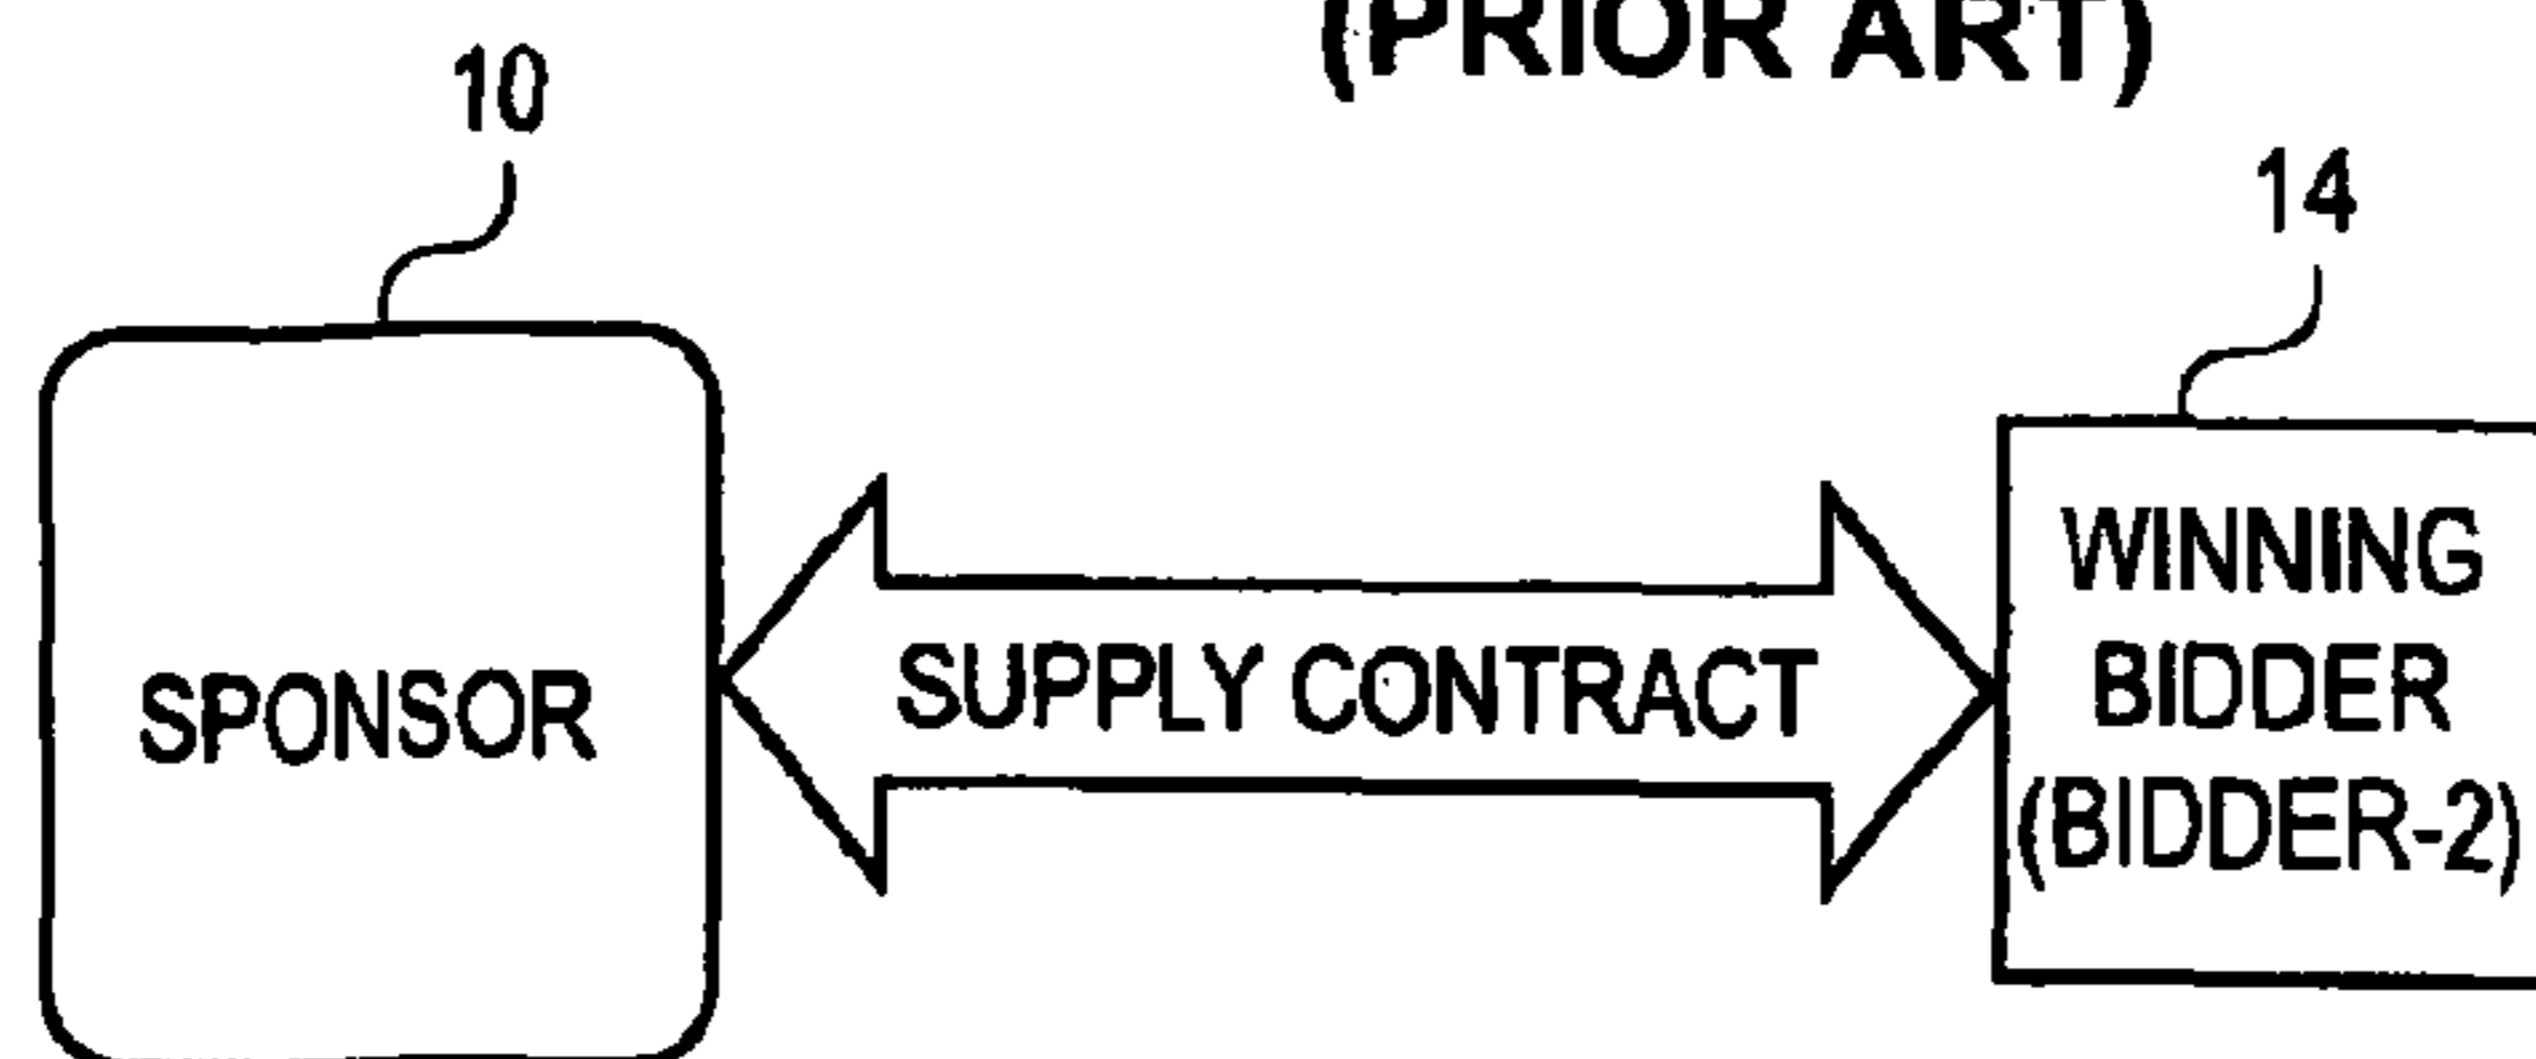 (PRIOR ART)
10
14
SPONSOR
SUPPLY CONTRACT
WINNING
BIDDER
(BIDDER-2)